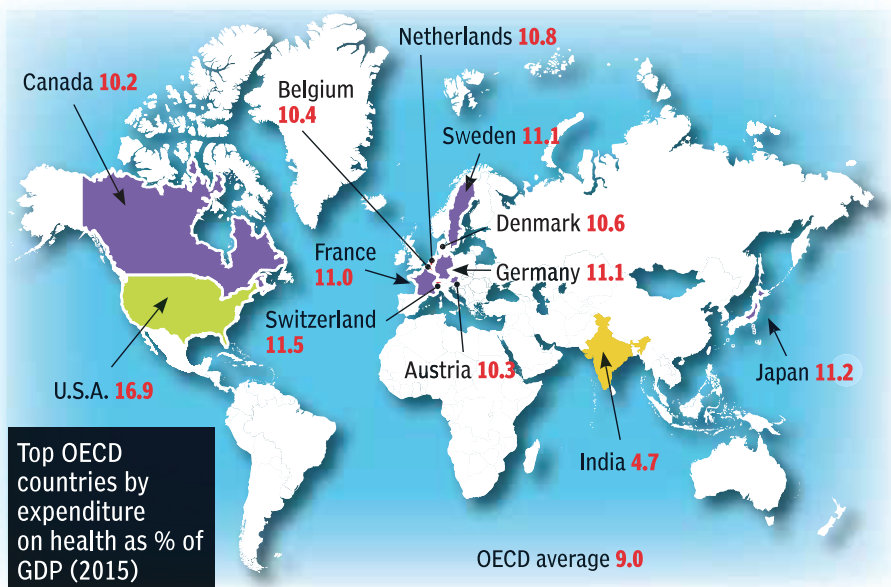 Netherlands 10.8
Canada 10.2
Belgium
10.4
Sweden 11.1
Denmark 10.6
France
11.0
Germany 11.1
Switzerland
11.5
Austria 10.3
Japan 11.2
U.S.A. 16.9
India 4.7
Top OECD
countries by
expenditure
on health as % of
GDP (2015)
OECD average 9.0